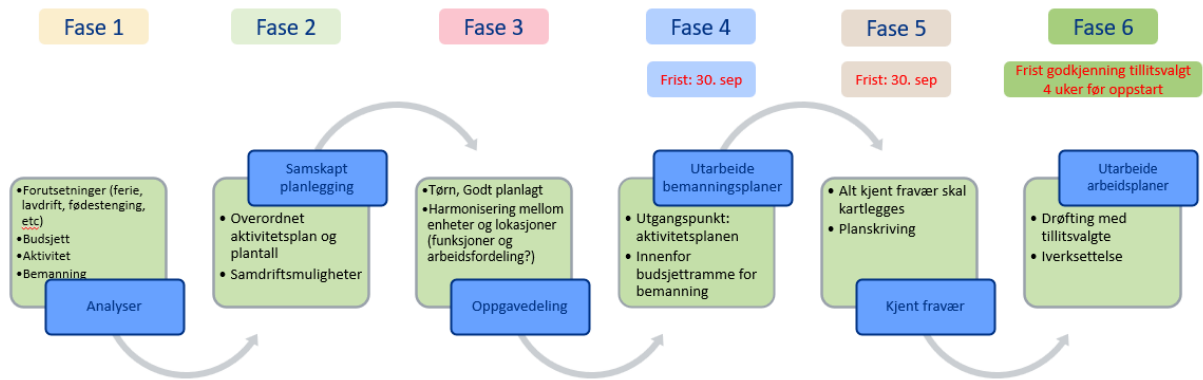 Fase 1
Fase 2
Fase 3
Fase 4
Fase 5
Fase 6
Frist: 30. sep
Frist: 30. sep
Frist godkjenning tillitsvalgt
4 uker før oppstart
•Forutsetninger (ferie,
lavdrift, fødestenging,
etc)
•Budsjett
•Aktivitet
•Bemanning
Analyser
Samskapt
planlegging
• Overordnet
aktivitetsplan og
plantall
• Samdriftsmuligheter
•Tørn, Godt planlagt
•Harmonisering mellom
enheter og lokasjoner
(funksjoner og
arbeidsfordeling?)
Oppgavedeling
Utarbeide
bemanningsplaner
• Utgangspunkt:
aktivitetsplanen
• Innenfor
budsjettramme for
bemanning
• Alt kjent fravær skal
kartlegges
• Planskriving
Kjent fravær
Utarbeide
arbeidsplaner
• Drøfting med
tillitsvalgte
• Iverksettelse